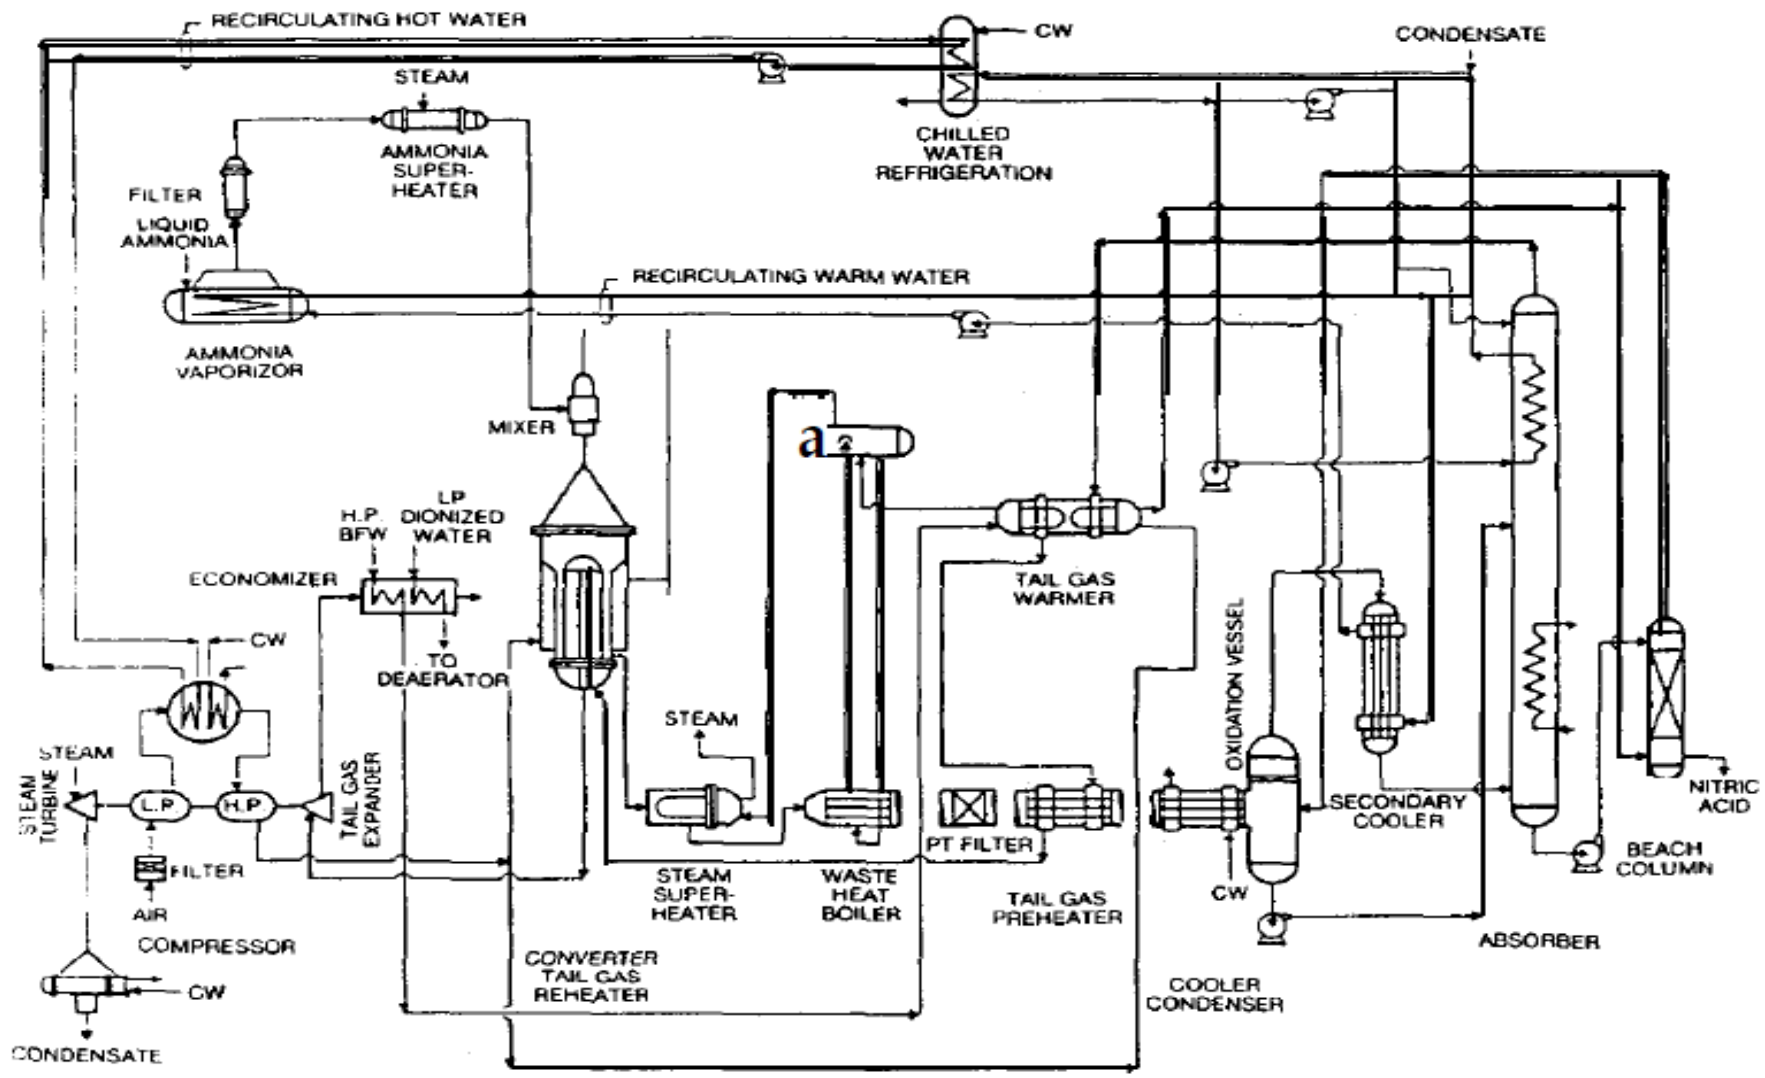 RECIRCULATING HOT WATER
CW
CONDENSATE
STEAM
AMMONIA
SUPER-
HEATER
CHILLED
WATER
REFRIGERATION
FILTER
LIQUID
AMMONIA
RECIRCULATING WARM WATER
AMMONIA
VAPORIZOR
MIXER
a
H.P.
BFW
LP
DIONIZED
WATER
ECONOMIZER
TAIL GAS
WARMER
CW
TO
DEAERATOR
OXIDATION VESSEL
STEAM
STEAM
STEAM
TURBINE
L.P.
H.P.
TAIL GAS
EXPANDER
NITRIC
ACID
SECONDARY
COOLER
PT FILTER
FILTER
AIR
COMPRESSOR
STEAM
SUPER-
HEATER
WASTE
HEAT
BOILER
TAIL GAS
PREHEATER
CW
BEACH
COLUMN
ABSORBER
CONVERTER
TAIL GAS
REHEATER
COOLER
CONDENSER
CW
CONDENSATE